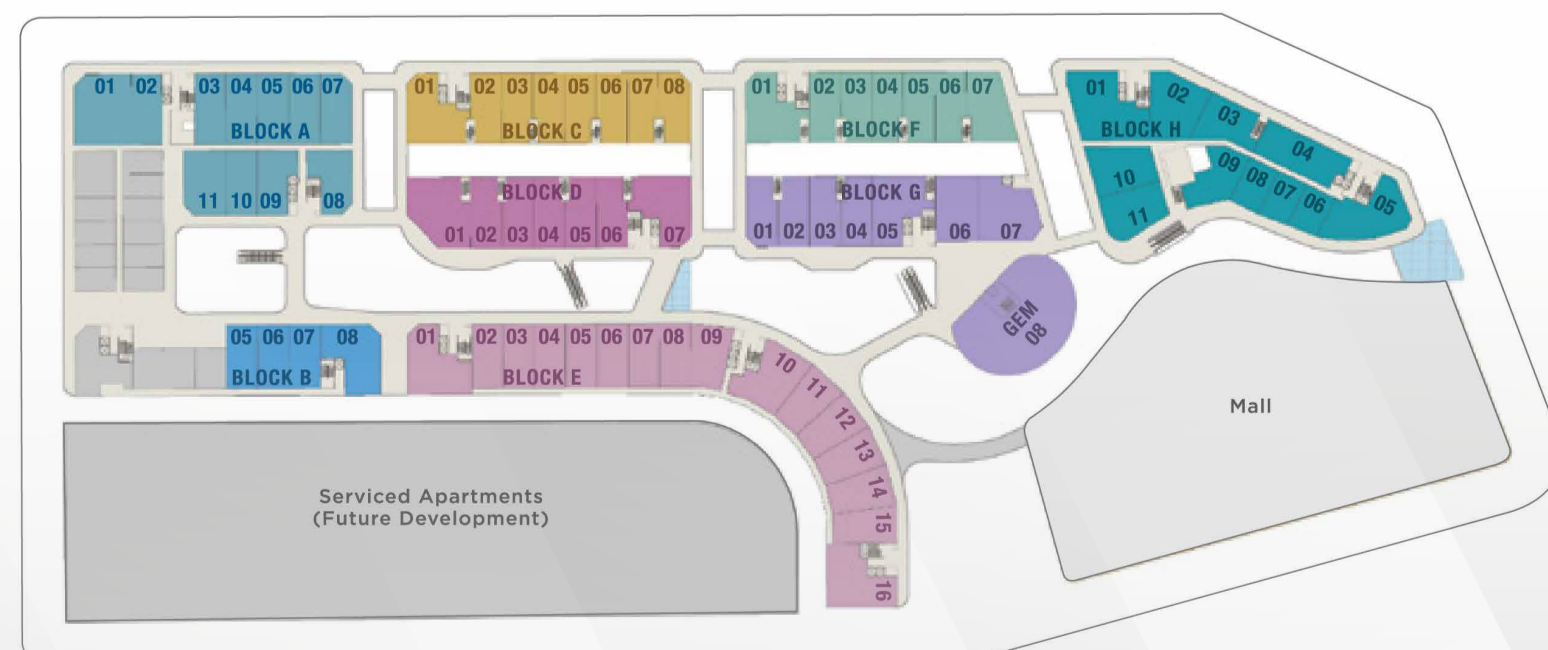 01 02 03 04 05 06 07
BLOCK A
11 10 09 08
01 02 03 04 05 06 07 08
BLOCK C
BLOCK D
01 02 03 04 05 06 07
01 02 03 04 05 06 07
BLOCK F
BLOCK G
01 02 03 04 05 06 07
01 02 03 04 05
BLOCK H
09 08 07 06
10
11
GEM
08
05 06 07 08
BLOCK B
01 02 03 04 05 06 07 08 09 10 11 12 13 14 15 16
BLOCK E
Mall
Serviced Apartments
(Future Development)